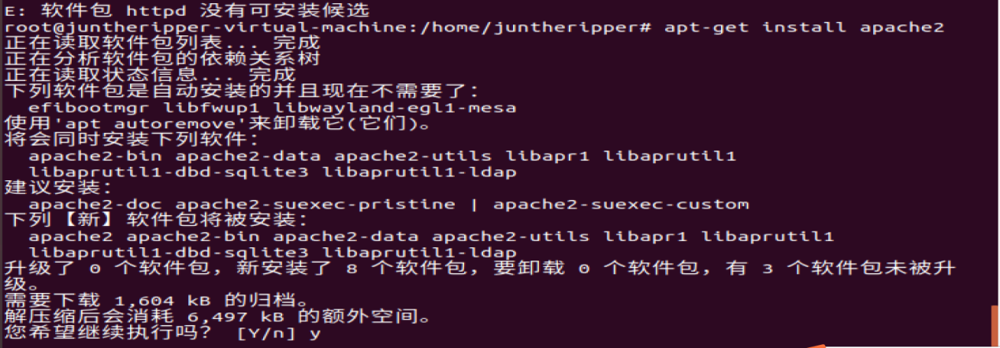 E: 软件包 httpd 没有可安装候选
root@juntheripper-virtual-machine:/home/juntheripper# apt-get install apache2
正在读取软件包列表... 完成
正在分析软件包的依赖关系树
正在读取状态信息... 完成
下列软件包是自动安装的并且现在不需要了：
  efibootmgr libfwup1 libwayland-egl1-mesa
使用'apt autoremove'来卸载它(它们)。
将会同时安装下列软件：
  apache2-bin apache2-data apache2-utils libapr1 libaprutil1
  libaprutil1-dbd-sqlite3 libaprutil1-ldap
建议安装：
  apache2-doc apache2-suexec-pristine | apache2-suexec-custom
下列【新】软件包将被安装：
  apache2 apache2-bin apache2-data apache2-utils libapr1 libaprutil1
  libaprutil1-dbd-sqlite3 libaprutil1-ldap
升级了 0 个软件包，新安装了 8 个软件包，要卸载 0 个软件包，有 3 个软件包未被升
级。
需要下载 1,604 kB 的归档。
解压缩后会消耗 6,497 kB 的额外空间。
您希望继续执行吗？ [Y/n] y